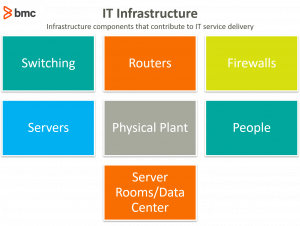 bmc
IT Infrastructure
Infrastructure components that contribute to IT service delivery
Switching
Routers
Firewalls
Servers
Physical Plant
People
Server
Rooms/Data
Center